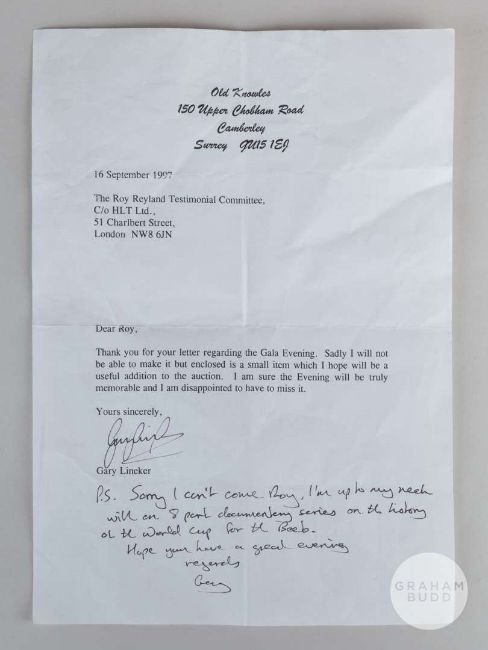 Old Knowles
150 Upper Chobham Road
Camberley
Surrey GU15 1EJ
16 September 1997
The Roy Reyland Testimonial Committee,
C/o HLT Ltd.,
51 Charlbert Street,
London NW8 6JN
Dear Roy,
Thank you for your letter regarding the Gala Evening. Sadly I will not
be able to make it but enclosed is a small item which I hope will be a
useful addition to the auction. I am sure the Evening will be truly
memorable and I am disappointed to have to miss it.
Yours sincerely,
Gary Lineker
P.S. Sorry I can't come Roy, I'm up to my neck
with an 8 part documentary series on the history
of the World Cup for the Beeb.
Hope you have a great evening
regards
Gary
GRAHAM
BUDD